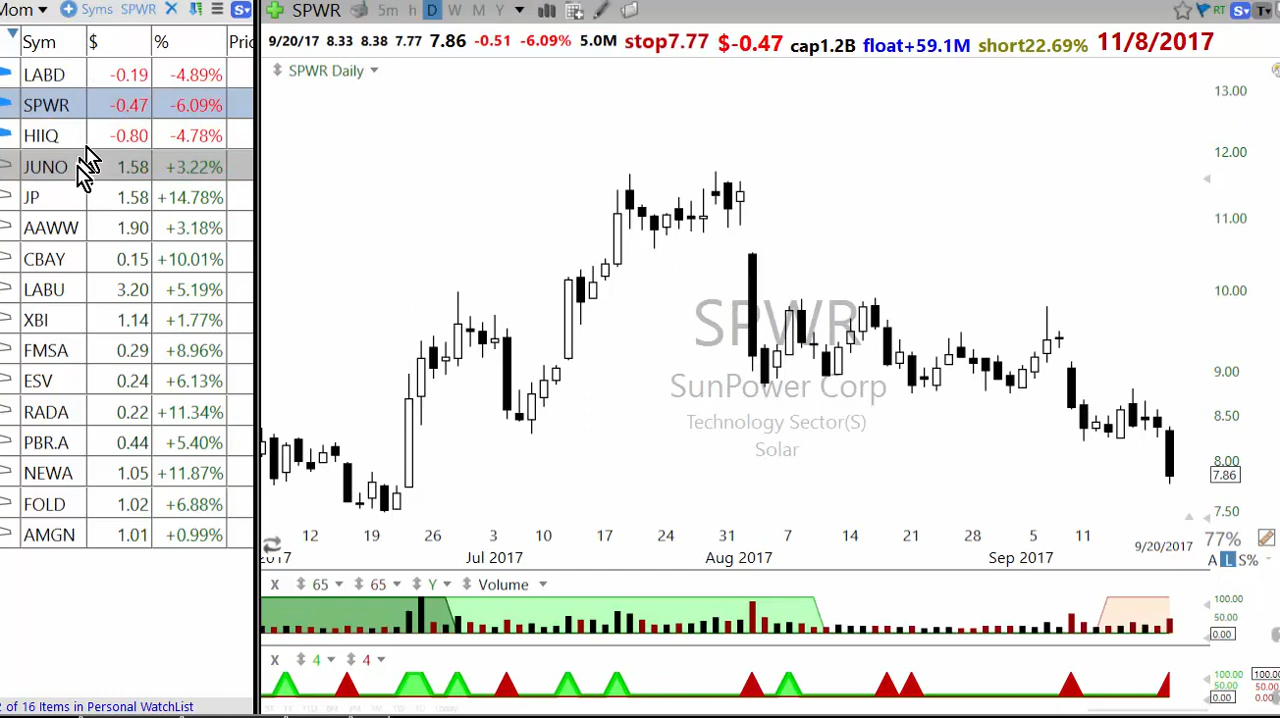 Mom Syms SPWR
Sym $ % Pric
LABD -0.19 -4.89%
SPWR -0.47 -6.09%
HIIQ -0.80 -4.78%
JUNO 1.58 +3.22%
JP 1.58 +14.78%
AAWW 1.90 +3.18%
CBAY 0.15 +10.01%
LABU 3.20 +5.19%
XBI 1.14 +1.77%
FMSA 0.29 +8.96%
ESV 0.24 +6.13%
RADA 0.22 +11.34%
PBR.A 0.44 +5.40%
NEWA 1.05 +11.87%
FOLD 1.02 +6.88%
AMGN 1.01 +0.99%
2 of 16 Items in Personal WatchList
SPWR 5m h D W M Y RT S T
9/20/17 8.33 8.38 7.77 7.86 -0.51 -6.09% 5.0M stop7.77 $-0.47 cap1.2B float+59.1M short22.69% 11/8/2017
SPWR Daily
13.00
12.00
11.00
10.00
9.00
8.50
8.00
7.86
7.50
SPWR
SunPower Corp
Technology Sector(S)
Solar
12 19 26 3 10 17 24 31 7 14 21 28 5 11 77%
2017 Jul 2017 Aug 2017 Sep 2017 9/20/2017
A L S%
X 65 65 Y Volume
100.00
50.00
0.00
X 4 4
100.00 100.00
50.00 50.00
0.00 0.00